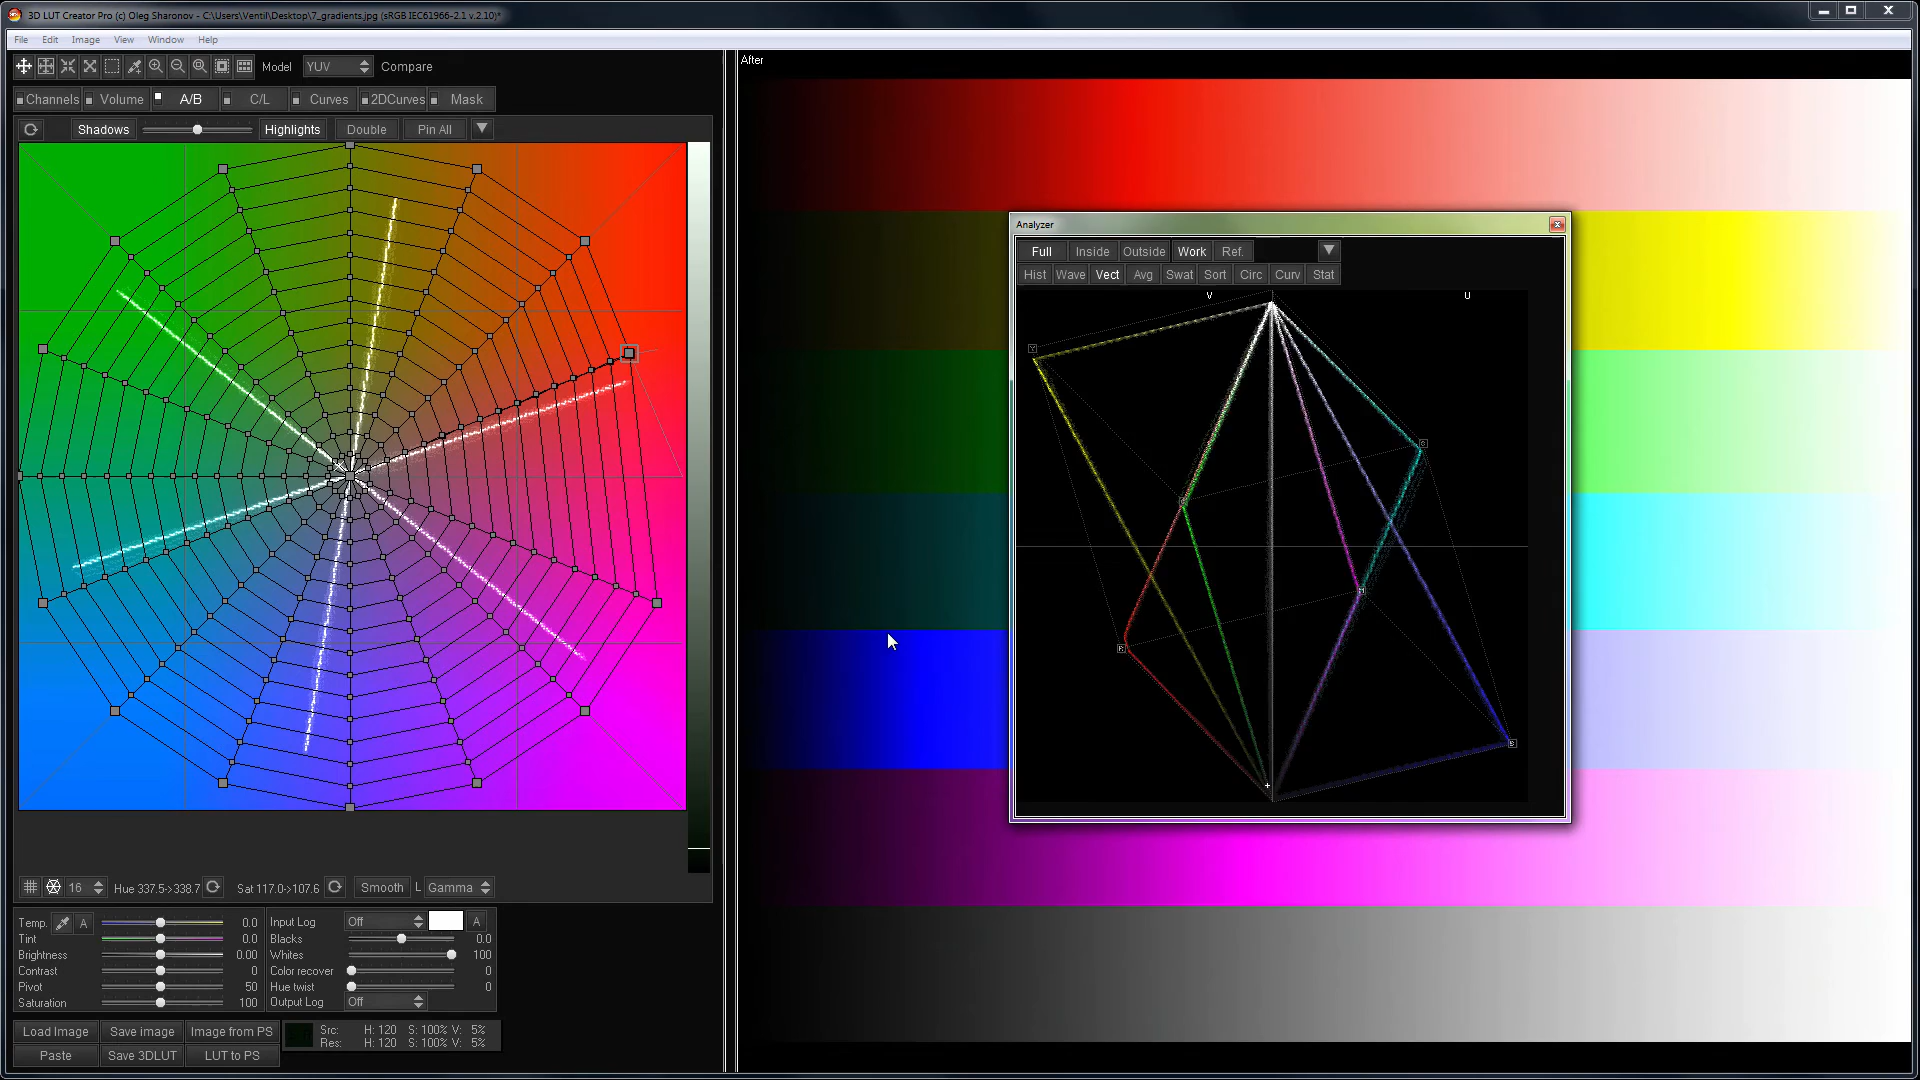 3D LUT Creator Pro (c) Oleg Sharonov - C:\Users\Ventil\Desktop\7_gradients.jpg (sRGB IEC61966-2.1 v.2.10)*
File Edit Image View Window Help
Model YUV Compare
Channels Volume A/B C/L Curves 2DCurves Mask
Shadows Highlights Double Pin All
After
Analyzer
Full Inside Outside Work Ref.
Hist Wave Vect Avg Swat Sort Circ Curv Stat
V U
16 Hue 337.5->338.7 Sat 117.0->107.6 Smooth L Gamma
Temp. A 0.0
Tint 0.0
Brightness 0.00
Contrast 0
Pivot 50
Saturation 100
Input Log Off A
Blacks 0.0
Whites 100
Color recover 0
Hue twist 0
Output Log Off
Load Image Save image Image from PS
Paste Save 3DLUT LUT to PS
Src: H: 120 S: 100% V: 5%
Res: H: 120 S: 100% V: 5%